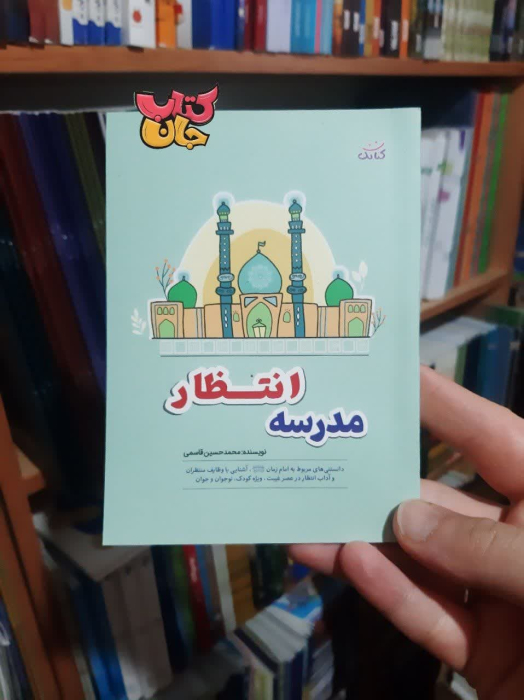 کتاب
جان
کتابک
انتظار
مدرسه
نویسنده: محمدحسین قاسمی
دانستنی‌های مربوط به امام زمان ، آشنایی با وظایف منتظران
و آداب انتظار در عصر غیبت ، ویژه کودک، نوجوان و جوان